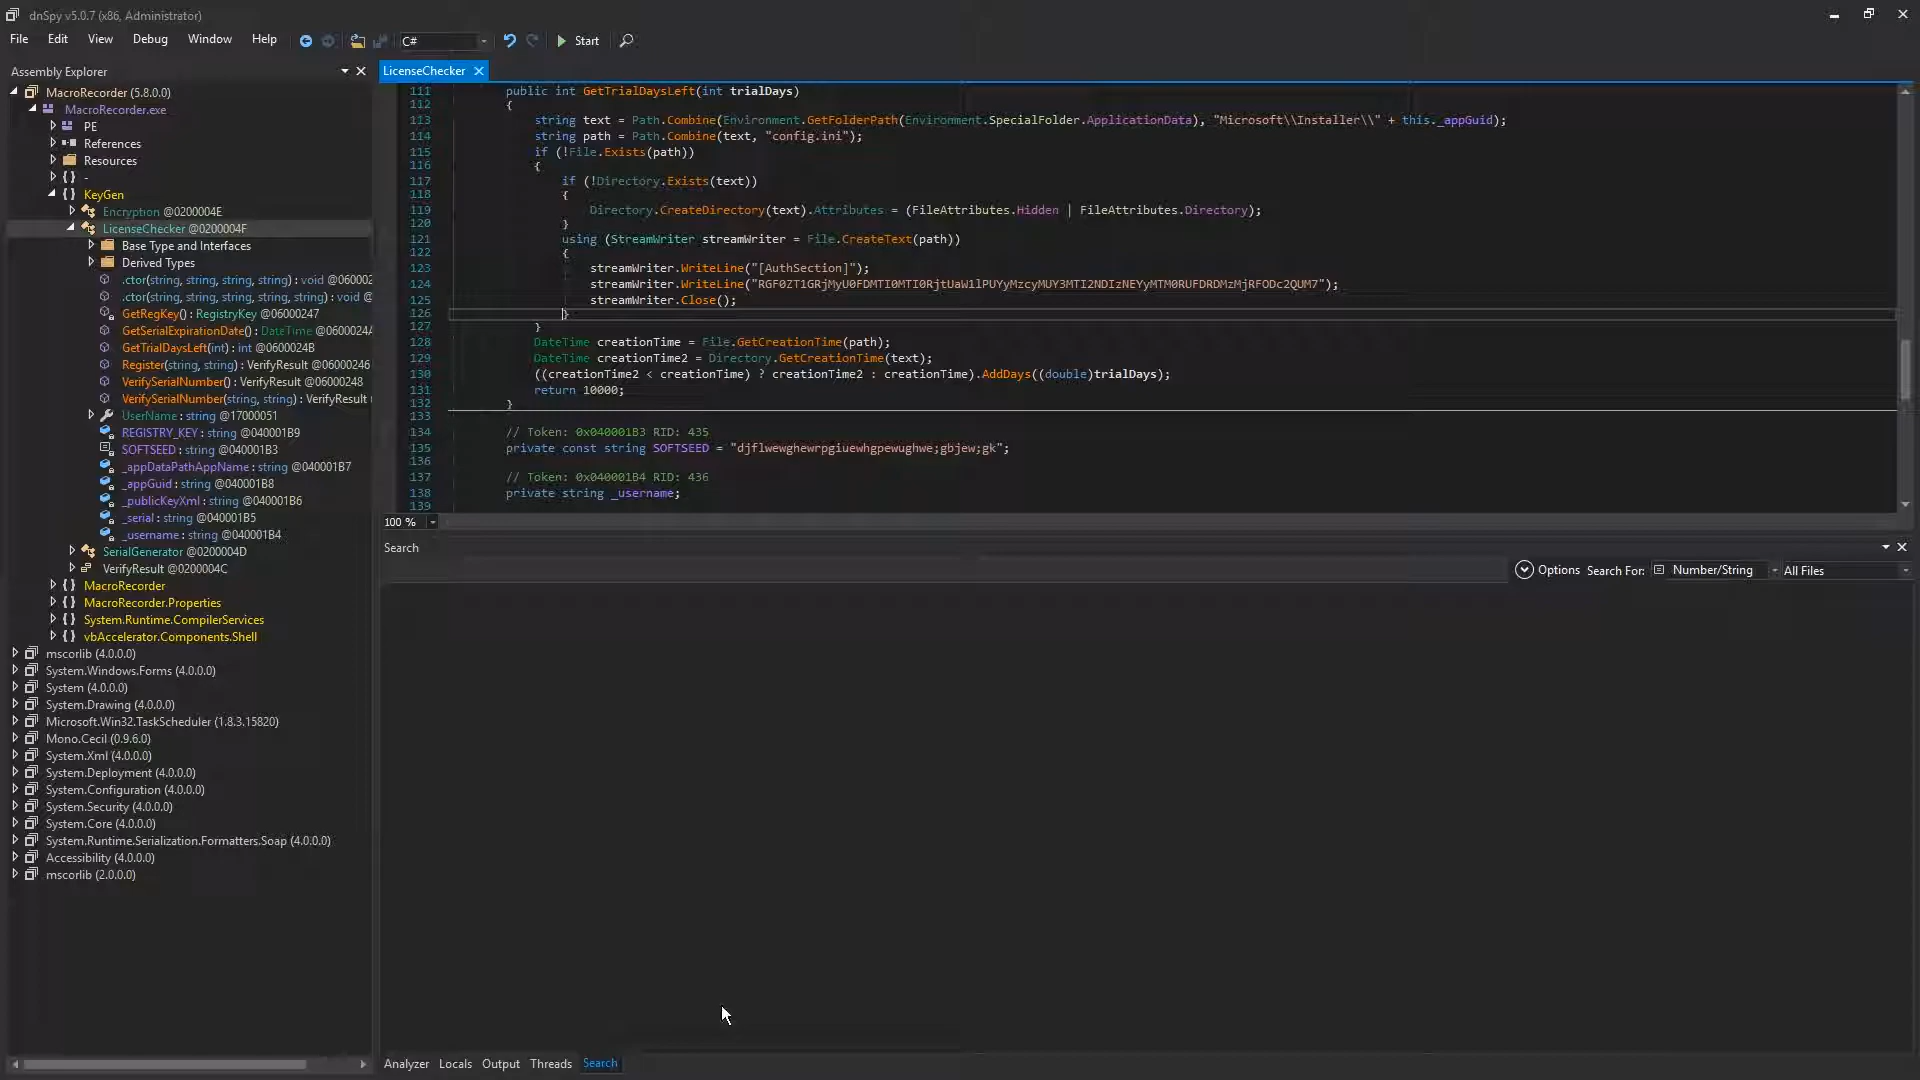 dnSpy v5.0.7 (x86, Administrator)
File Edit View Debug Window Help C# Start
Assembly Explorer
MacroRecorder (5.8.0.0)
MacroRecorder.exe
PE
References
Resources
{} -
{} KeyGen
Encryption @0200004E
LicenseChecker @0200004F
Base Type and Interfaces
Derived Types
.ctor(string, string, string, string) : void @060002
.ctor(string, string, string, string, string) : void @
GetRegKey() : RegistryKey @06000247
GetSerialExpirationDate() : DateTime @0600024A
GetTrialDaysLeft(int) : int @0600024B
Register(string, string) : VerifyResult @06000246
VerifySerialNumber() : VerifyResult @06000248
VerifySerialNumber(string, string) : VerifyResult
UserName : string @17000051
REGISTRY_KEY : string @040001B9
SOFTSEED : string @040001B3
_appDataPathAppName : string @040001B7
_appGuid : string @040001B8
_publicKeyXml : string @040001B6
_serial : string @040001B5
_username : string @040001B4
SerialGenerator @0200004D
VerifyResult @0200004C
{} MacroRecorder
{} MacroRecorder.Properties
{} System.Runtime.CompilerServices
{} vbAccelerator.Components.Shell
mscorlib (4.0.0.0)
System.Windows.Forms (4.0.0.0)
System (4.0.0.0)
System.Drawing (4.0.0.0)
Microsoft.Win32.TaskScheduler (1.8.3.15820)
Mono.Cecil (0.9.6.0)
System.Xml (4.0.0.0)
System.Deployment (4.0.0.0)
System.Configuration (4.0.0.0)
System.Security (4.0.0.0)
System.Core (4.0.0.0)
System.Runtime.Serialization.Formatters.Soap (4.0.0.0)
Accessibility (4.0.0.0)
mscorlib (2.0.0.0)
LicenseChecker
111 public int GetTrialDaysLeft(int trialDays)
112 {
113 string text = Path.Combine(Environment.GetFolderPath(Environment.SpecialFolder.ApplicationData), "Microsoft\\Installer\\" + this._appGuid);
114 string path = Path.Combine(text, "config.ini");
115 if (!File.Exists(path))
116 {
117 if (!Directory.Exists(text))
118 {
119 Directory.CreateDirectory(text).Attributes = (FileAttributes.Hidden | FileAttributes.Directory);
120 }
121 using (StreamWriter streamWriter = File.CreateText(path))
122 {
123 streamWriter.WriteLine("[AuthSection]");
124 streamWriter.WriteLine("RGF0ZT1GRjMyU0FDMTI0MTI0RjtUaW1lPUYyMzcyMUY3MTI2NDIzNEYyMTM0RUFDRDMzMjRFODc2QUM7");
125 streamWriter.Close();
126 }
127 }
128 DateTime creationTime = File.GetCreationTime(path);
129 DateTime creationTime2 = Directory.GetCreationTime(text);
130 ((creationTime2 < creationTime) ? creationTime2 : creationTime).AddDays((double)trialDays);
131 return 10000;
132 }
133
134 // Token: 0x040001B3 RID: 435
135 private const string SOFTSEED = "djflwewghewrpgiuewhgpewughwe;gbjew;gk";
136
137 // Token: 0x040001B4 RID: 436
138 private string _username;
139
100 %
Search
Options Search For: Number/String All Files
Analyzer Locals Output Threads Search